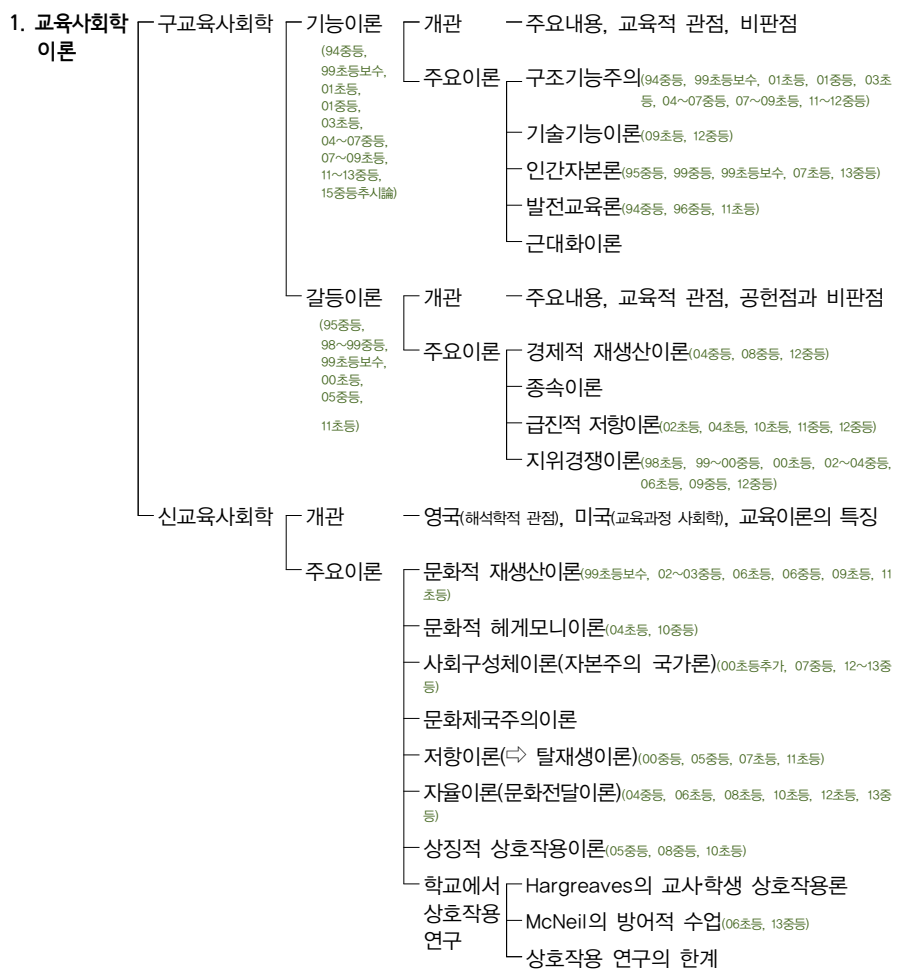 1. 교육사회학 이론
구교육사회학
기능이론
(94중등,
99초등보수,
01초등,
01중등,
03초등,
04~07중등,
07~09초등,
11~13중등,
15중등추시論)
개관
주요내용, 교육적 관점, 비판점
주요이론
구조기능주의(94중등, 99초등보수, 01초등, 01중등, 03초
등, 04~07중등, 07~09초등, 11~12중등)
기술기능이론(09초등, 12중등)
인간자본론(95중등, 99중등, 99초등보수, 07초등, 13중등)
발전교육론(94중등, 96중등, 11초등)
근대화이론
갈등이론
(95중등,
98~99중등,
99초등보수,
00초등,
05중등,
11초등)
개관
주요내용, 교육적 관점, 공헌점과 비판점
주요이론
경제적 재생산이론(04중등, 08중등, 12중등)
종속이론
급진적 저항이론(02초등, 04초등, 10초등, 11중등, 12중등)
지위경쟁이론(98초등, 99~00중등, 00초등, 02~04중등,
06초등, 09중등, 12중등)
신교육사회학
개관
영국(해석학적 관점), 미국(교육과정 사회학), 교육이론의 특징
주요이론
문화적 재생산이론(99초등보수, 02~03중등, 06초등, 06중등, 09초등, 11
초등)
문화적 헤게모니이론(04초등, 10중등)
사회구성체이론(자본주의 국가론)(00초등추가, 07중등, 12~13중
등)
문화제국주의이론
저항이론(⇨ 탈재생이론)(00중등, 05중등, 07초등, 11초등)
자율이론(문화전달이론)(04중등, 06초등, 08초등, 10초등, 12초등, 13중
등)
상징적 상호작용이론(05중등, 08중등, 10초등)
학교에서
상호작용
연구
Hargreaves의 교사·학생 상호작용론
McNeil의 방어적 수업(06초등, 13중등)
상호작용 연구의 한계